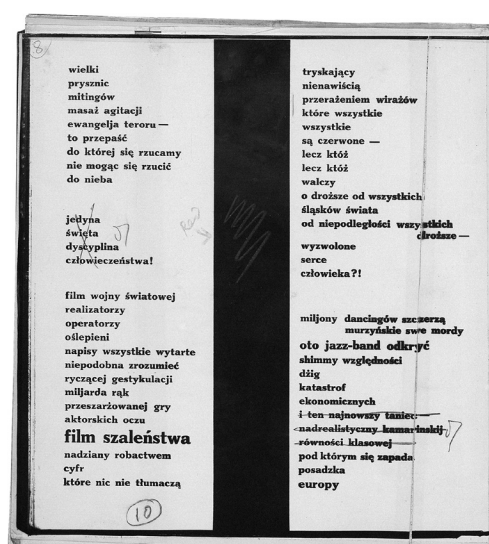 8
wielki
prysznic
mitingów
masaż agitacji
ewangelja teroru —
to przepaść
do której się rzucamy
nie mogąc się rzucić
do nieba
jedyna
święta
dyscyplina
człowieczeństwa!
film wojny światowej
realizatorzy
operatorzy
oślepieni
napisy wszystkie wytarte
niepodobna zrozumieć
ryczącej gestykulacji
miljarda rąk
przeszarżowanej gry
aktorskich oczu
film szaleństwa
nadziany robactwem
cyfr
które nic nie tłumaczą
10
tryskający
nienawiścią
przerażeniem wirażów
które wszystkie
wszystkie
są czerwone —
lecz któż
lecz któż
walczy
o droższe od wszystkich
śląsków świata
od niepodległości wszystkich
droższe —
wyzwolone
serce
człowieka?!
miljony dancingów szczerzą
murzyńskie swe mordy
oto jazz-band odkryć
shimmy względności
dżig
katastrof
ekonomicznych
i ten najnowszy taniec
nadrealistyczny kamarinskij
równości klasowej
pod którym się zapada
posadzka
europy